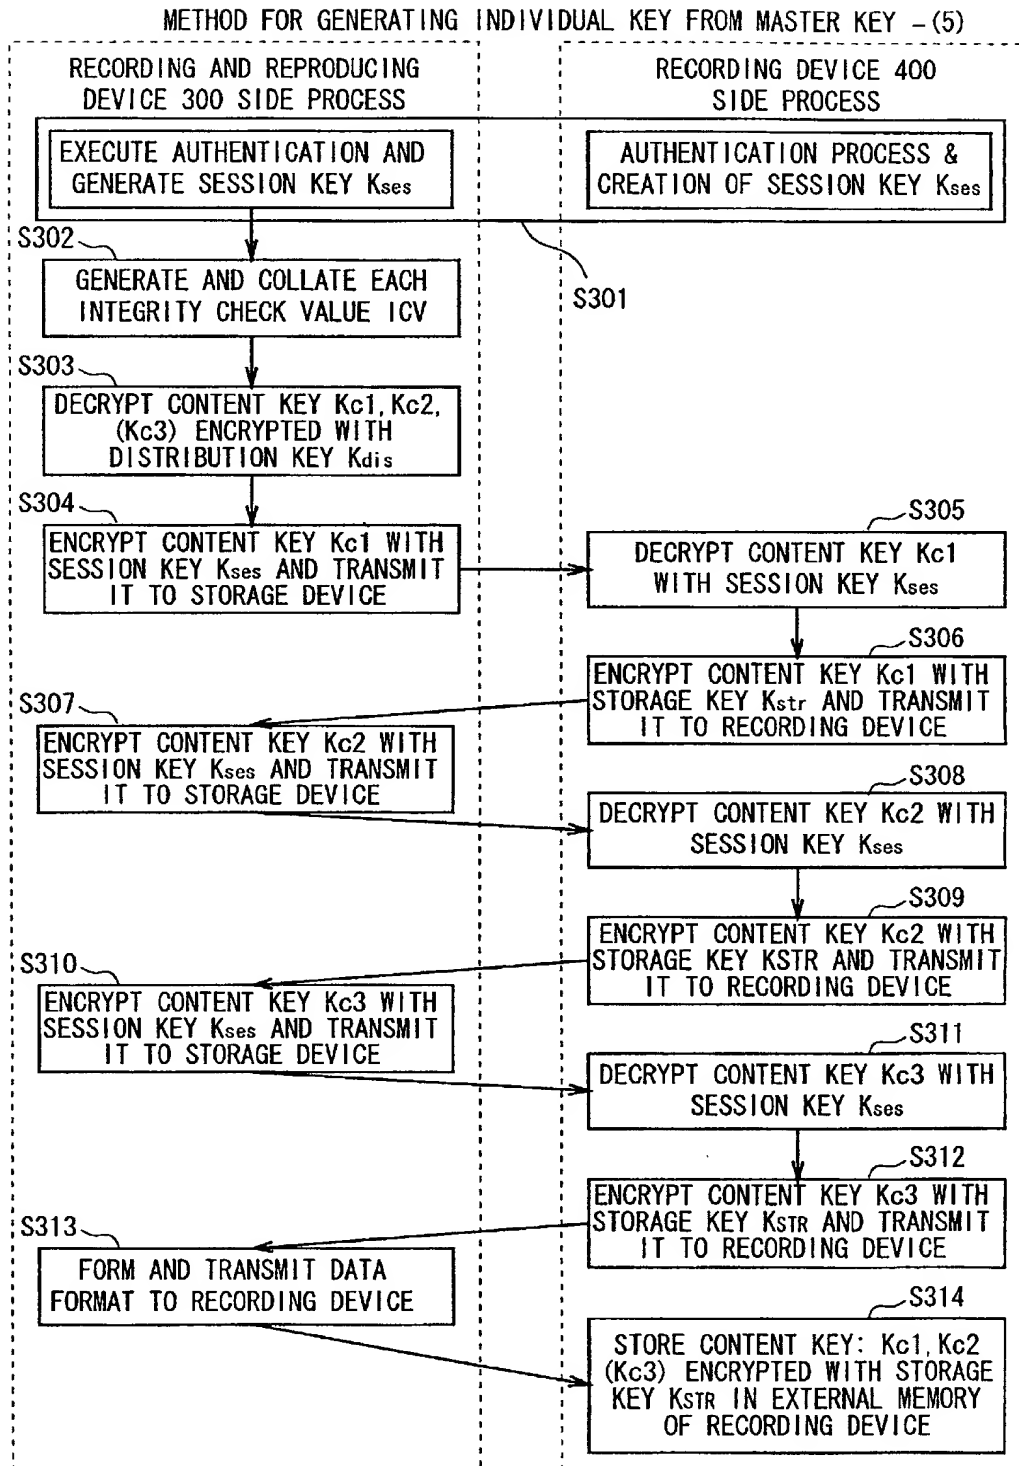 METHOD FOR GENERATING INDIVIDUAL KEY FROM MASTER KEY -(5)
RECORDING AND REPRODUCING
DEVICE 300 SIDE PROCESS
RECORDING DEVICE 400
SIDE PROCESS
EXECUTE AUTHENTICATION AND
GENERATE SESSION KEY Kses
AUTHENTICATION PROCESS &
CREATION OF SESSION KEY Kses
S301
S302
GENERATE AND COLLATE EACH
INTEGRITY CHECK VALUE ICV
S303
DECRYPT CONTENT KEY Kc1, Kc2,
(Kc3) ENCRYPTED WITH
DISTRIBUTION KEY Kdis
S304
ENCRYPT CONTENT KEY Kc1 WITH
SESSION KEY Kses AND TRANSMIT
IT TO STORAGE DEVICE
S305
DECRYPT CONTENT KEY Kc1
WITH SESSION KEY Kses
S306
ENCRYPT CONTENT KEY Kc1 WITH
STORAGE KEY Kstr AND TRANSMIT
IT TO RECORDING DEVICE
S307
ENCRYPT CONTENT KEY Kc2 WITH
SESSION KEY Kses AND TRANSMIT
IT TO STORAGE DEVICE
S308
DECRYPT CONTENT KEY Kc2 WITH
SESSION KEY Kses
S309
ENCRYPT CONTENT KEY Kc2 WITH
STORAGE KEY KSTR AND TRANSMIT
IT TO RECORDING DEVICE
S310
ENCRYPT CONTENT KEY Kc3 WITH
SESSION KEY Kses AND TRANSMIT
IT TO STORAGE DEVICE
S311
DECRYPT CONTENT KEY Kc3 WITH
SESSION KEY Kses
S312
ENCRYPT CONTENT KEY Kc3 WITH
STORAGE KEY KSTR AND TRANSMIT
IT TO RECORDING DEVICE
S313
FORM AND TRANSMIT DATA
FORMAT TO RECORDING DEVICE
S314
STORE CONTENT KEY: Kc1, Kc2
(Kc3) ENCRYPTED WITH STORAGE
KEY KSTR IN EXTERNAL MEMORY
OF RECORDING DEVICE